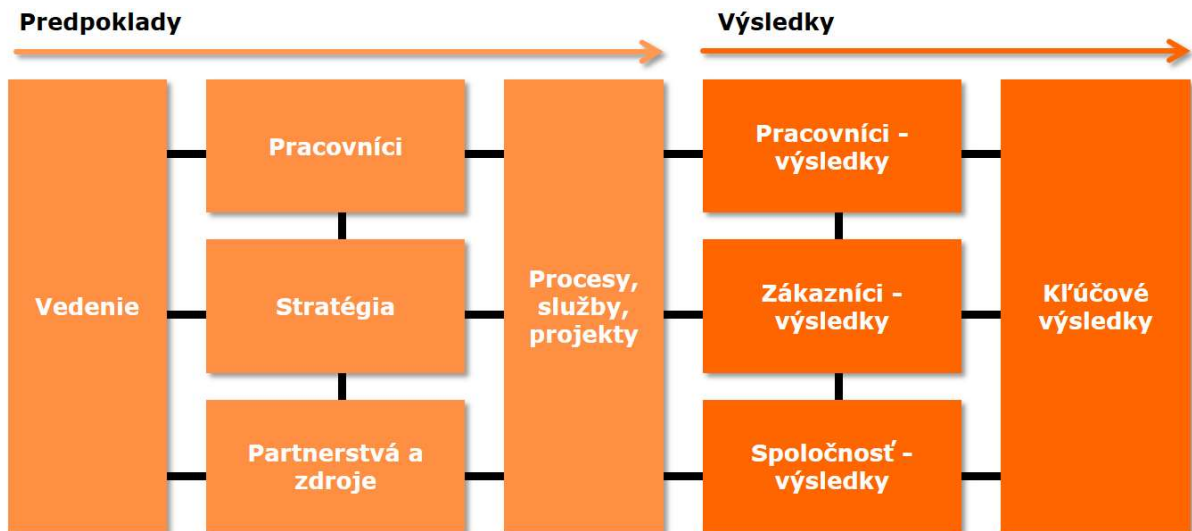 Predpoklady
Výsledky
Vedenie
Pracovníci
Stratégia
Partnerstvá a
zdroje
Procesy,
služby,
projekty
Pracovníci -
výsledky
Zákazníci -
výsledky
Spoločnosť -
výsledky
Kľúčové
výsledky